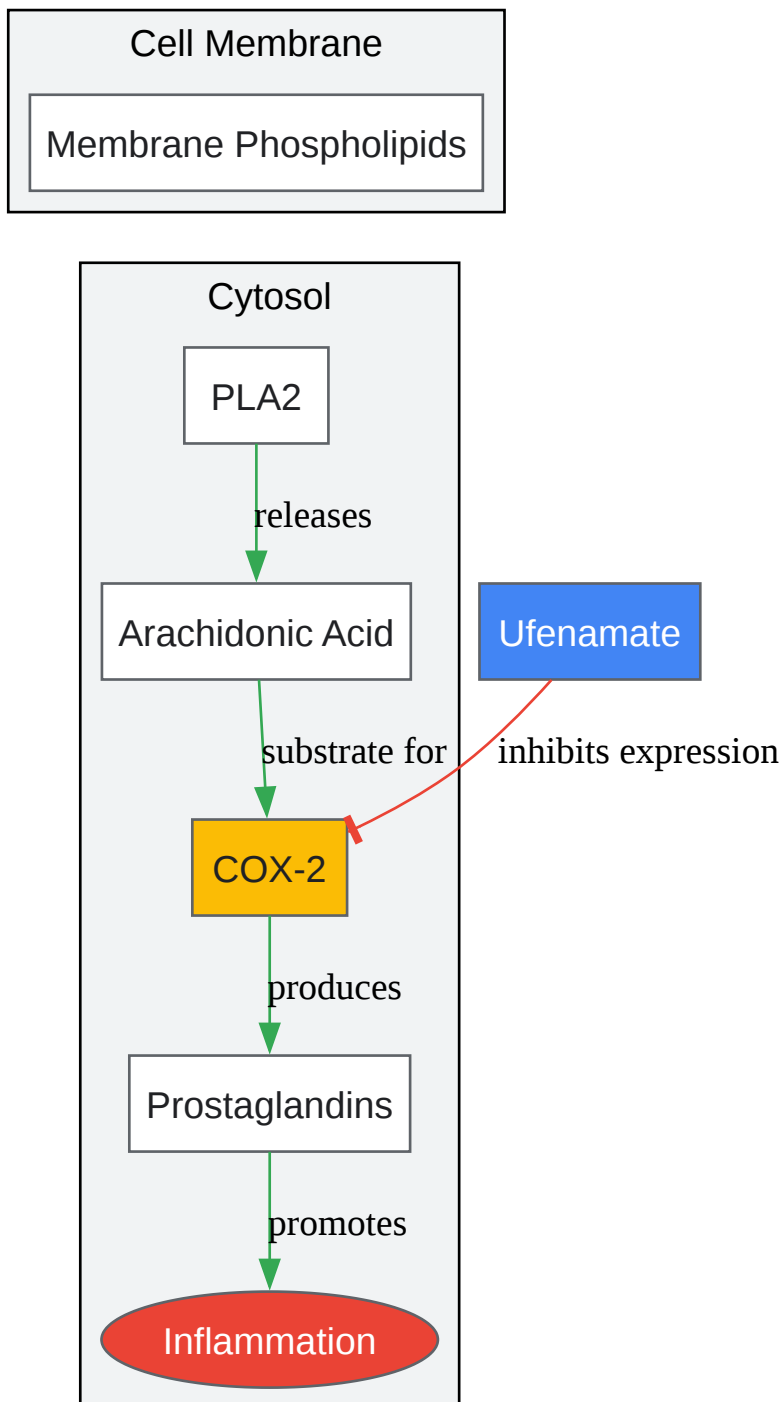 Cell Membrane
Membrane Phospholipids
Cytosol
PLA2
releases
Arachidonic Acid
Ufenamate
substrate for
inhibits expression
COX-2
produces
Prostaglandins
promotes
Inflammation